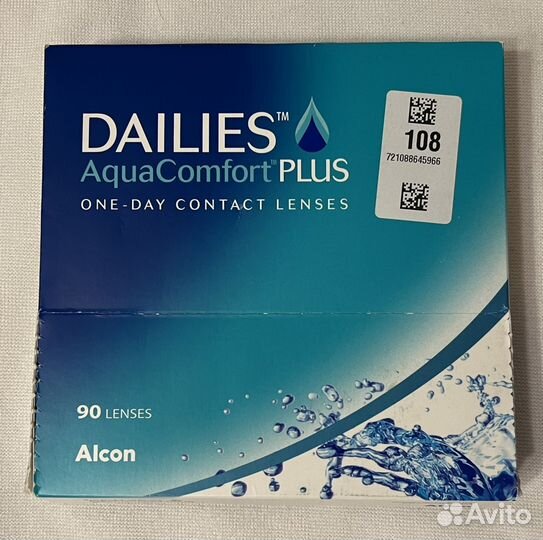 DAILIES™
AquaComfort™ PLUS
ONE-DAY CONTACT LENSES
108
721088645966
90 LENSES
Alcon
Avito